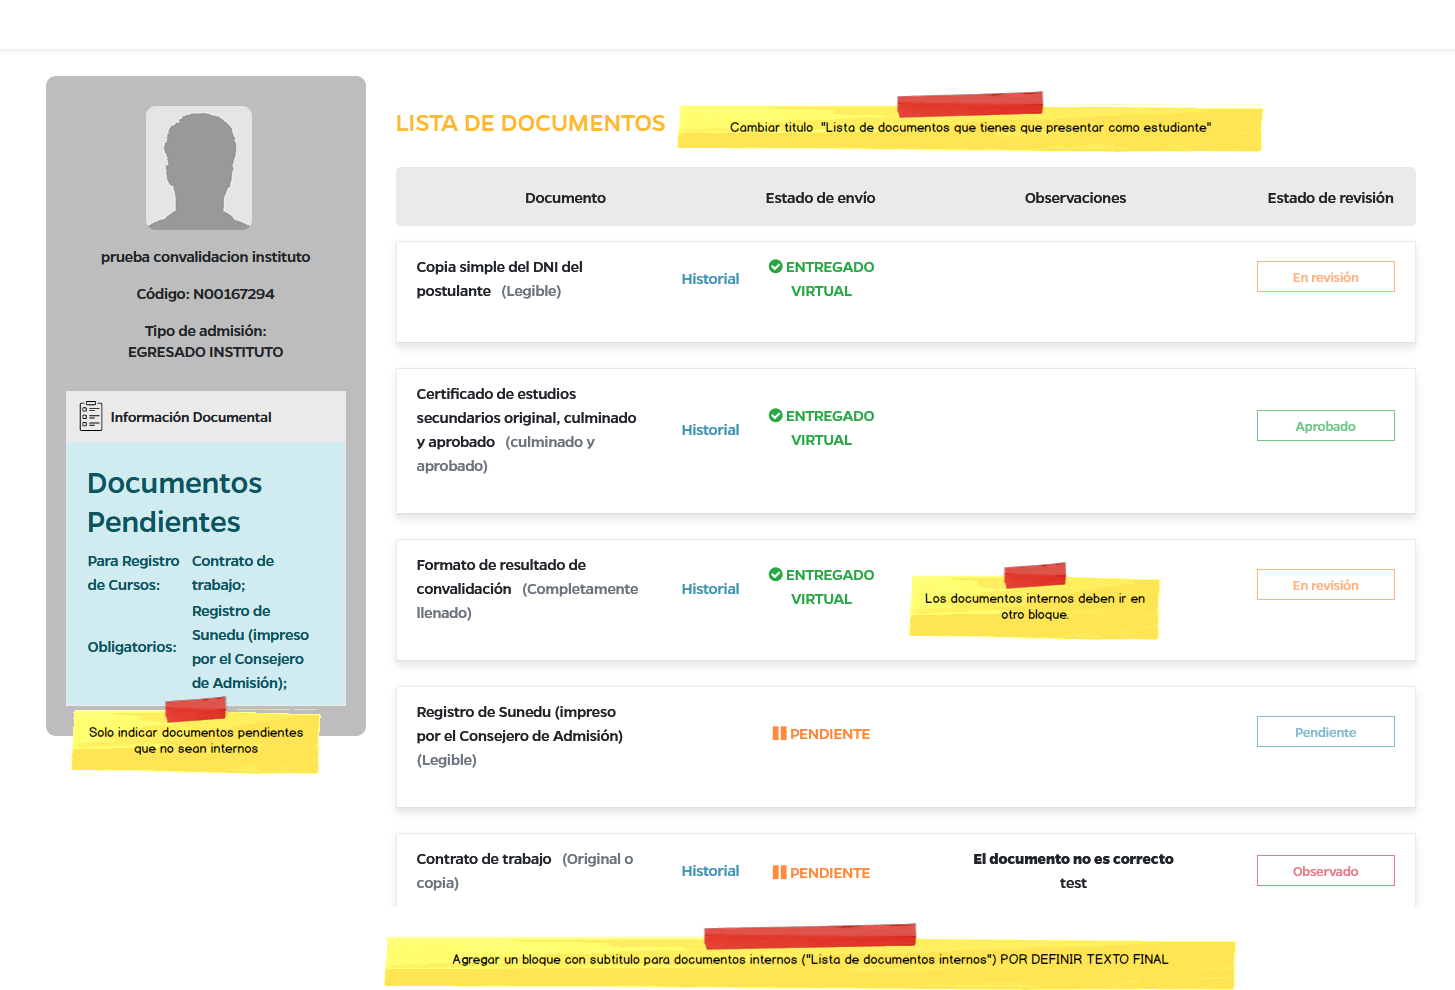 LISTA DE DOCUMENTOS
Cambiar titulo "Lista de documentos que tienes que presentar como estudiante"
prueba convalidacion instituto
Código: N00167294
Tipo de admisión:
EGRESADO INSTITUTO
Información Documental
Documentos
Pendientes
Para Registro
de Cursos:
Contrato de
trabajo;
Obligatorios:
Registro de
Sunedu (impreso
por el Consejero
de Admisión);
Solo indicar documentos pendientes
que no sean internos
Documento
Estado de envío
Observaciones
Estado de revisión
Copia simple del DNI del
postulante (Legible)
Historial
ENTREGADO
VIRTUAL
En revisión
Certificado de estudios
secundarios original, culminado
y aprobado (culminado y
aprobado)
Historial
ENTREGADO
VIRTUAL
Aprobado
Formato de resultado de
convalidación (Completamente
llenado)
Historial
ENTREGADO
VIRTUAL
Los documentos internos deben ir en
otro bloque.
En revisión
Registro de Sunedu (impreso
por el Consejero de Admisión)
(Legible)
PENDIENTE
Pendiente
Contrato de trabajo (Original o
copia)
Historial
PENDIENTE
El documento no es correcto
test
Observado
Agregar un bloque con subtitulo para documentos internos ("Lista de documentos internos") POR DEFINIR TEXTO FINAL